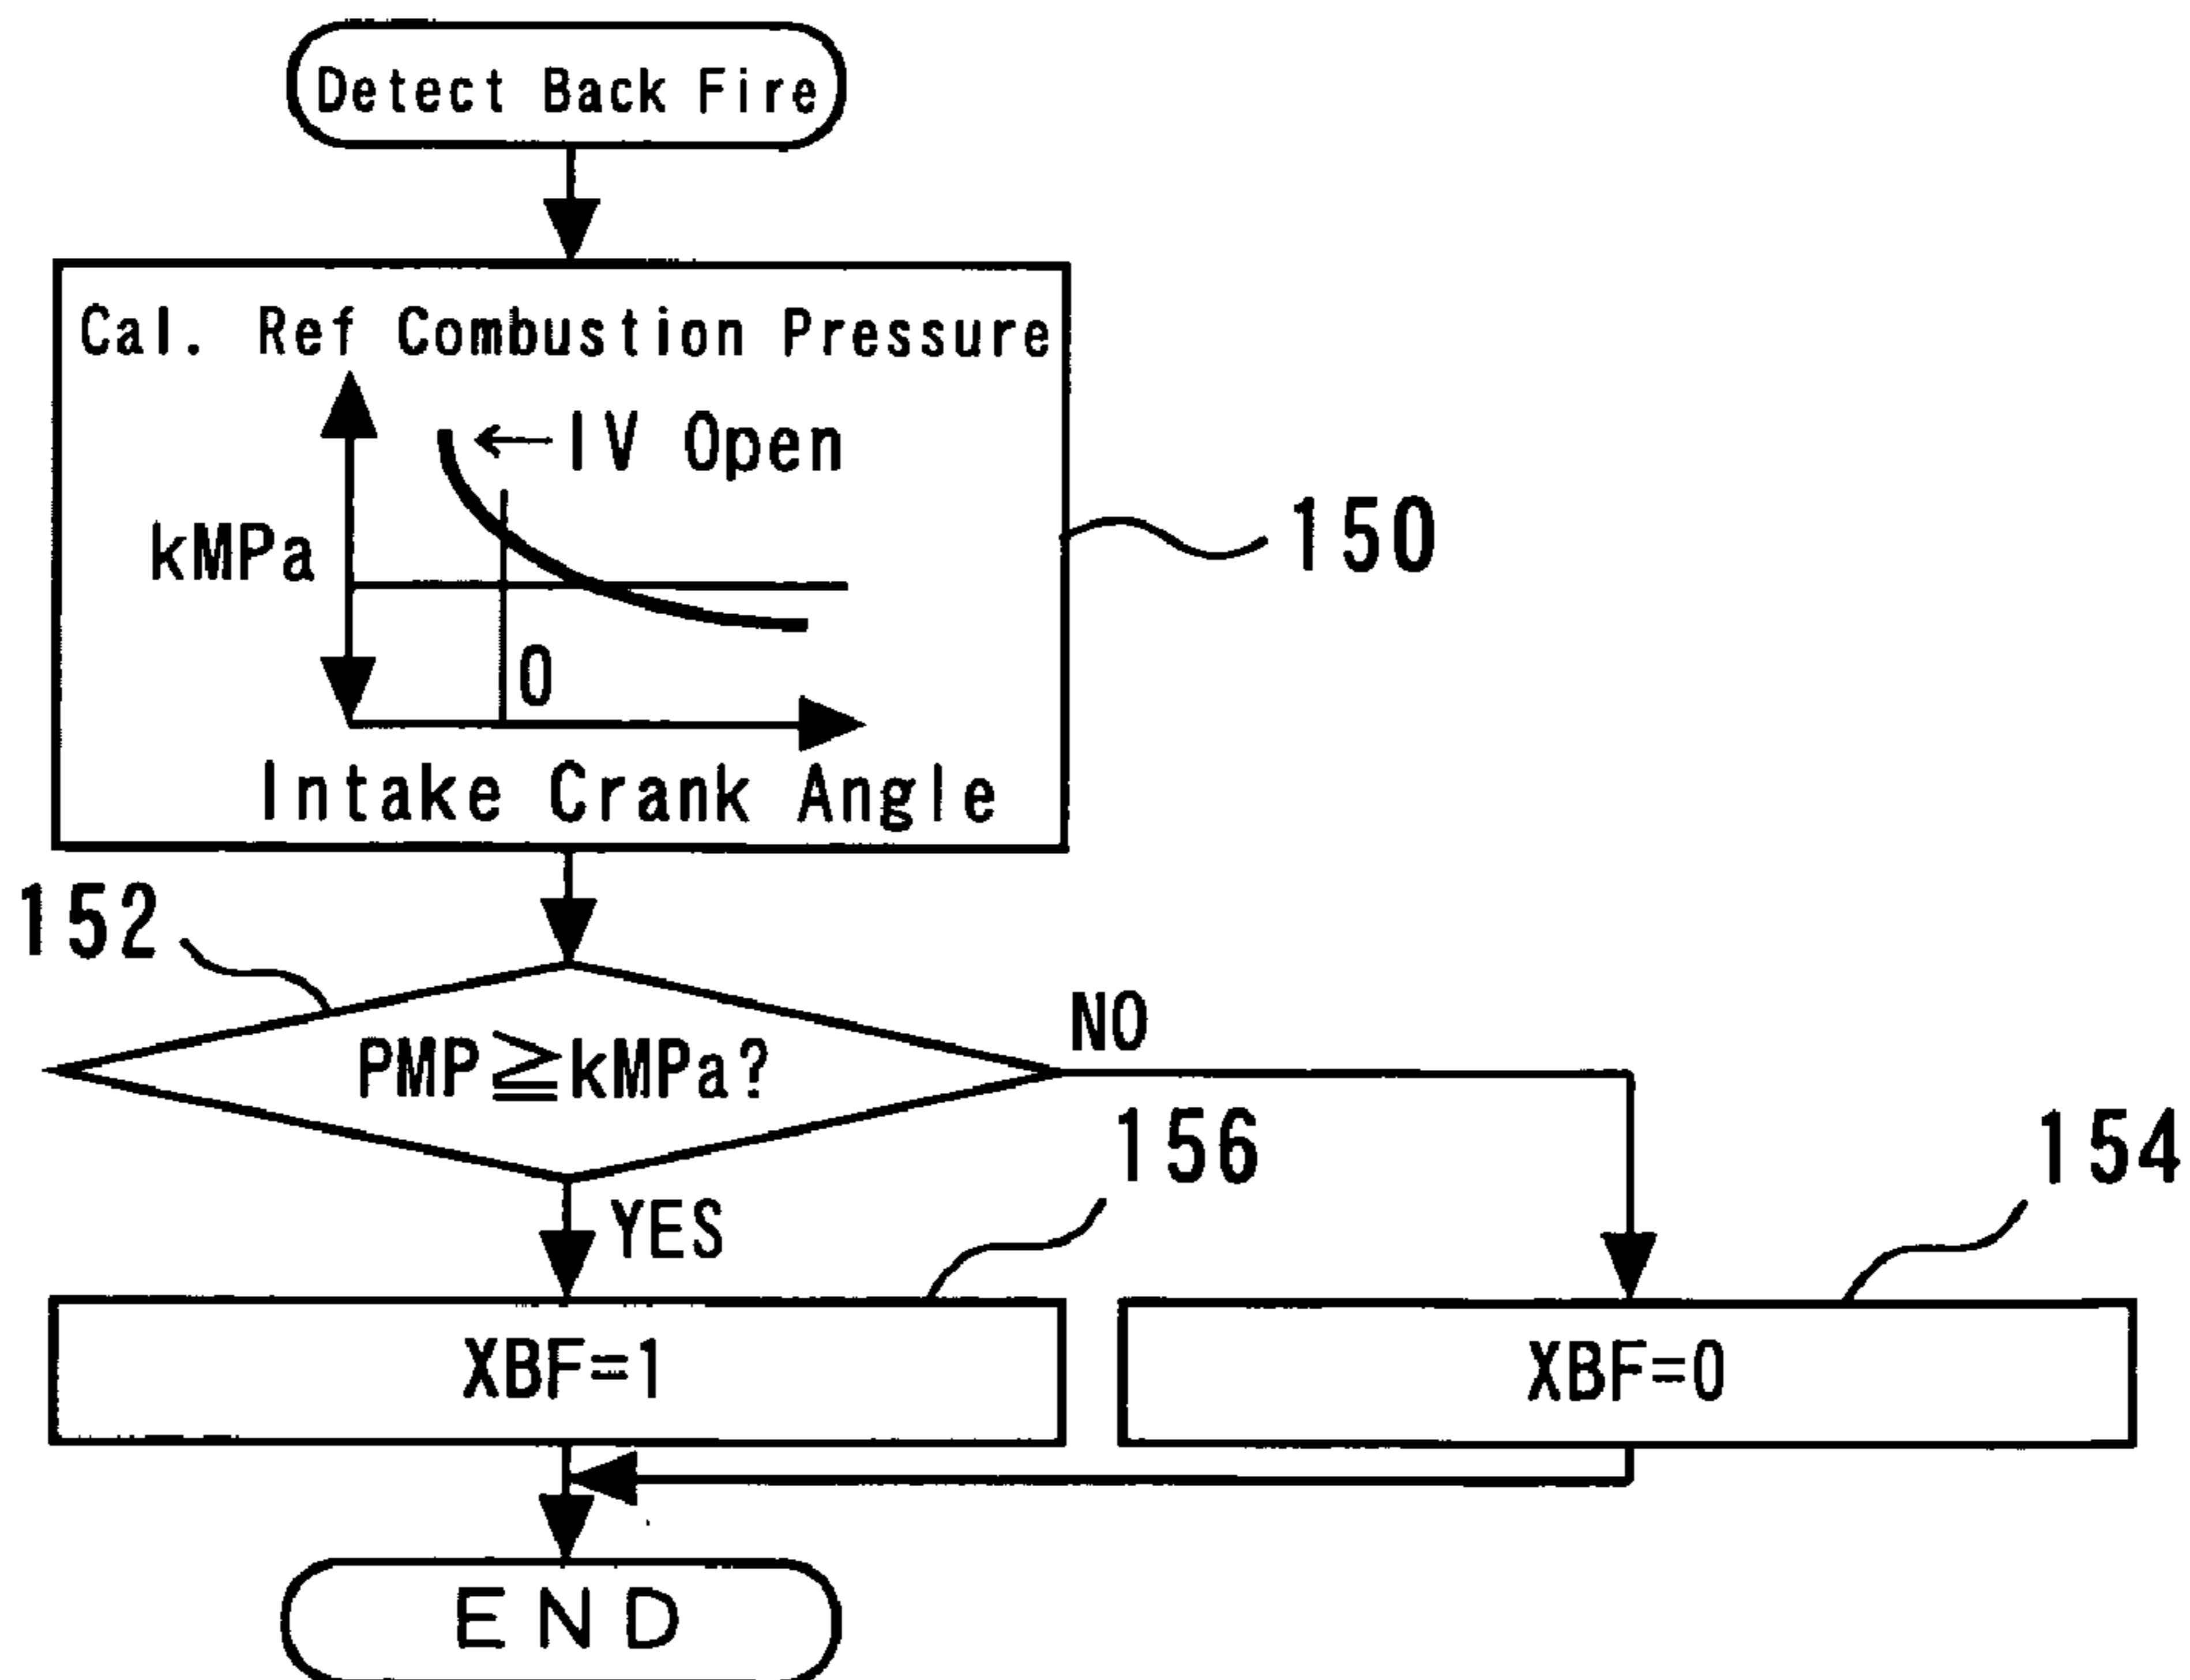 Detect Back Fire
Cal. Ref Combustion Pressure
←IV Open
kMPa
150
0
Intake Crank Angle
152
PMP≧kMPa?
NO
156
154
YES
XBF=1
XBF=0
END